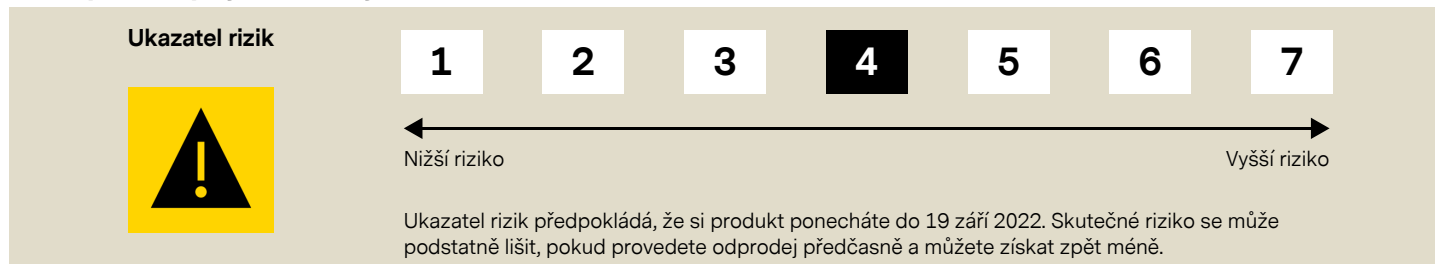 Ukazatel rizik
1 2 3 4 5 6 7
Nižší riziko Vyšší riziko
Ukazatel rizik předpokládá, že si produkt ponecháte do 19 září 2022. Skutečné riziko se může
podstatně lišit, pokud provedete odprodej předčasně a můžete získat zpět méně.